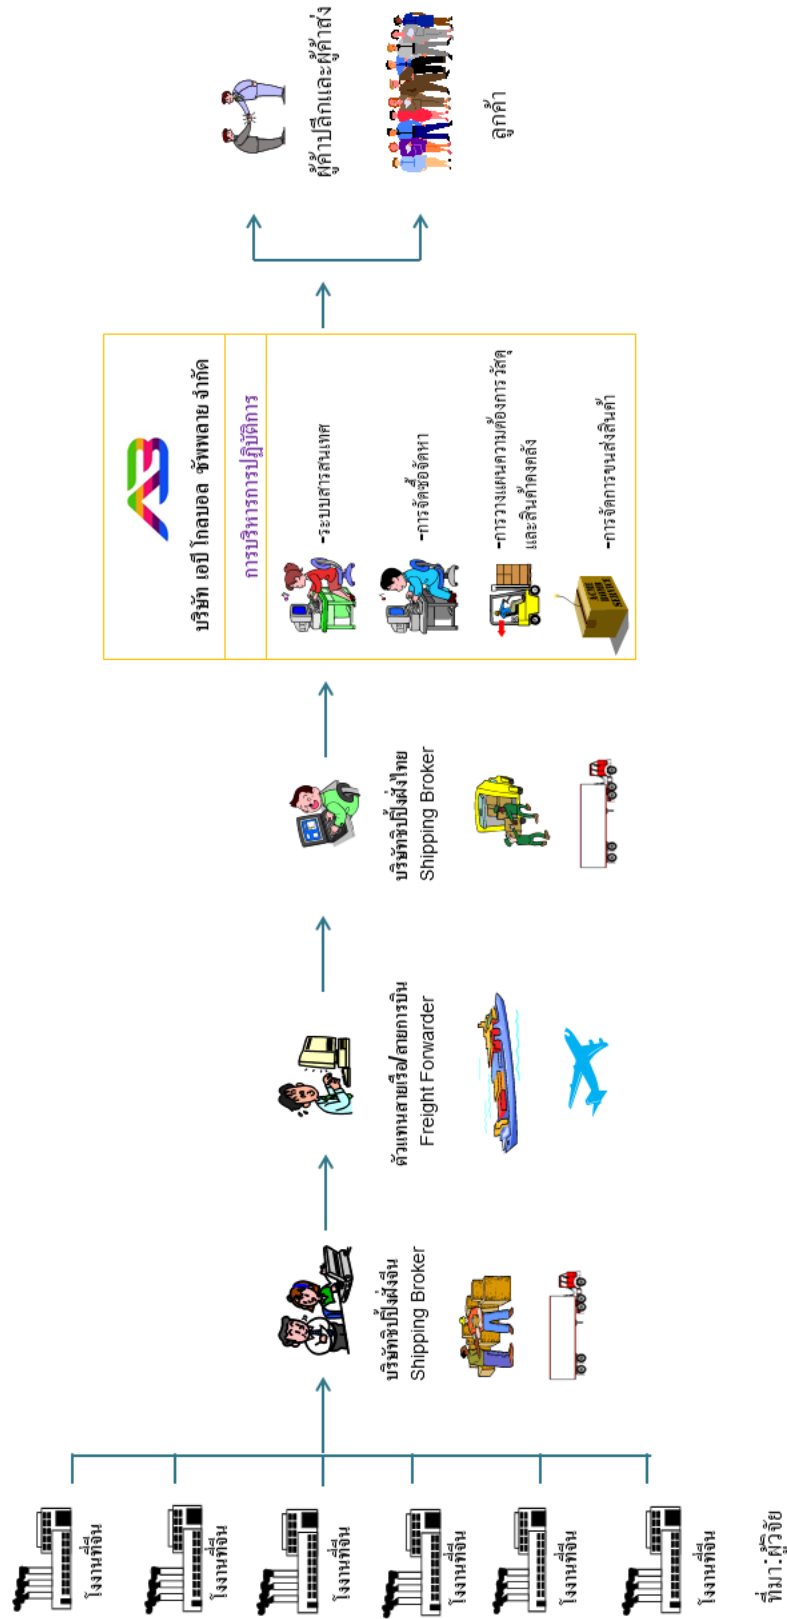 โงงานที่จีน
โงงานที่จีน
โงงานที่จีน
โงงานที่จีน
โงงานที่จีน
โงงานที่จีน
บริษัทชิปปิ้งฝั่งจีน
Shipping Broker
ตัวแทนสายเรือ/สายการบิน
Freight Forwarder
บริษัทชิปปิ้งฝั่งไทย
Shipping Broker
AB
บริษัท เอบี โกลบอล ซัพพลาย จำกัด
การบริหารการปฏิบัติการ
-ระบบสารสนเทศ
-การจัดซื้อจัดหา
-การวางแผนความต้องการ วัสดุ
และสินค้าคงคลัง
-การจัดการขนส่งสินค้า
ผู้ค้าปลีกและผู้ค้าส่ง
ลูกค้า
ที่มา:ผู้วิจัย